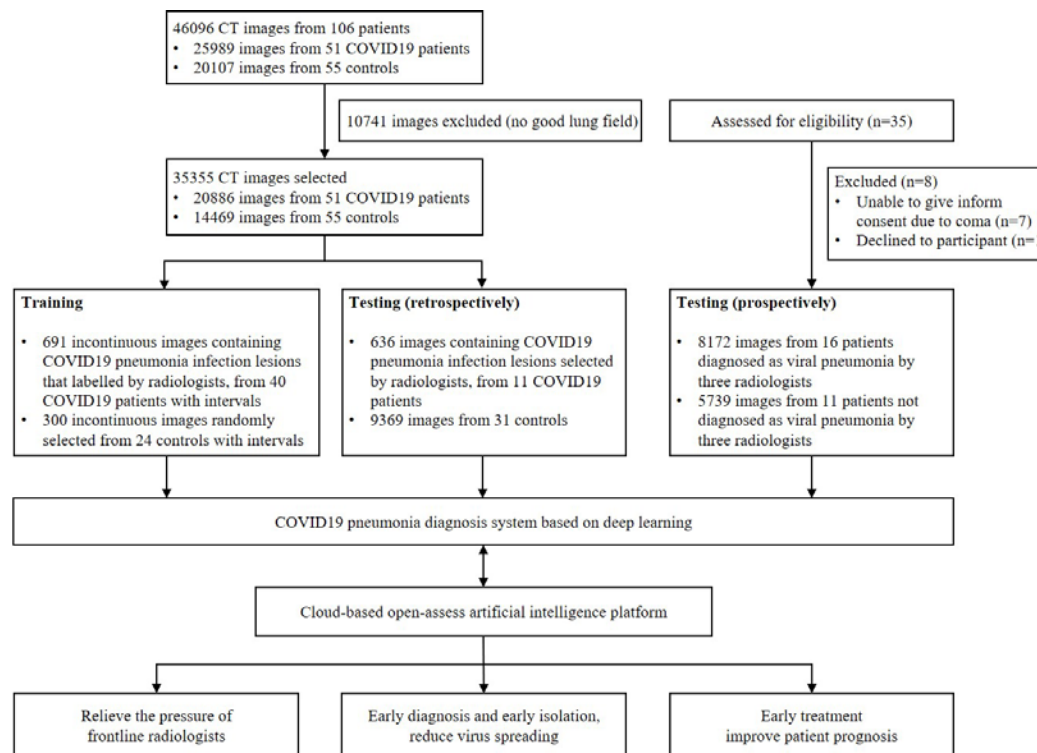 46096 CT images from 106 patients
• 25989 images from 51 COVID19 patients
• 20107 images from 55 controls
10741 images excluded (no good lung field)
Assessed for eligibility (n=35)
35355 CT images selected
• 20886 images from 51 COVID19 patients
• 14469 images from 55 controls
Excluded (n=8)
• Unable to give inform
consent due to coma (n=7)
• Declined to participant (n=
Training
• 691 incontinuous images containing
COVID19 pneumonia infection lesions
that labelled by radiologists, from 40
COVID19 patients with intervals
• 300 incontinuous images randomly
selected from 24 controls with intervals
Testing (retrospectively)
• 636 images containing COVID19
pneumonia infection lesions selected
by radiologists, from 11 COVID19
patients
• 9369 images from 31 controls
Testing (prospectively)
• 8172 images from 16 patients
diagnosed as viral pneumonia by
three radiologists
• 5739 images from 11 patients not
diagnosed as viral pneumonia by
three radiologists
COVID19 pneumonia diagnosis system based on deep learning
Cloud-based open-assess artificial intelligence platform
Relieve the pressure of
frontline radiologists
Early diagnosis and early isolation,
reduce virus spreading
Early treatment
improve patient prognosis